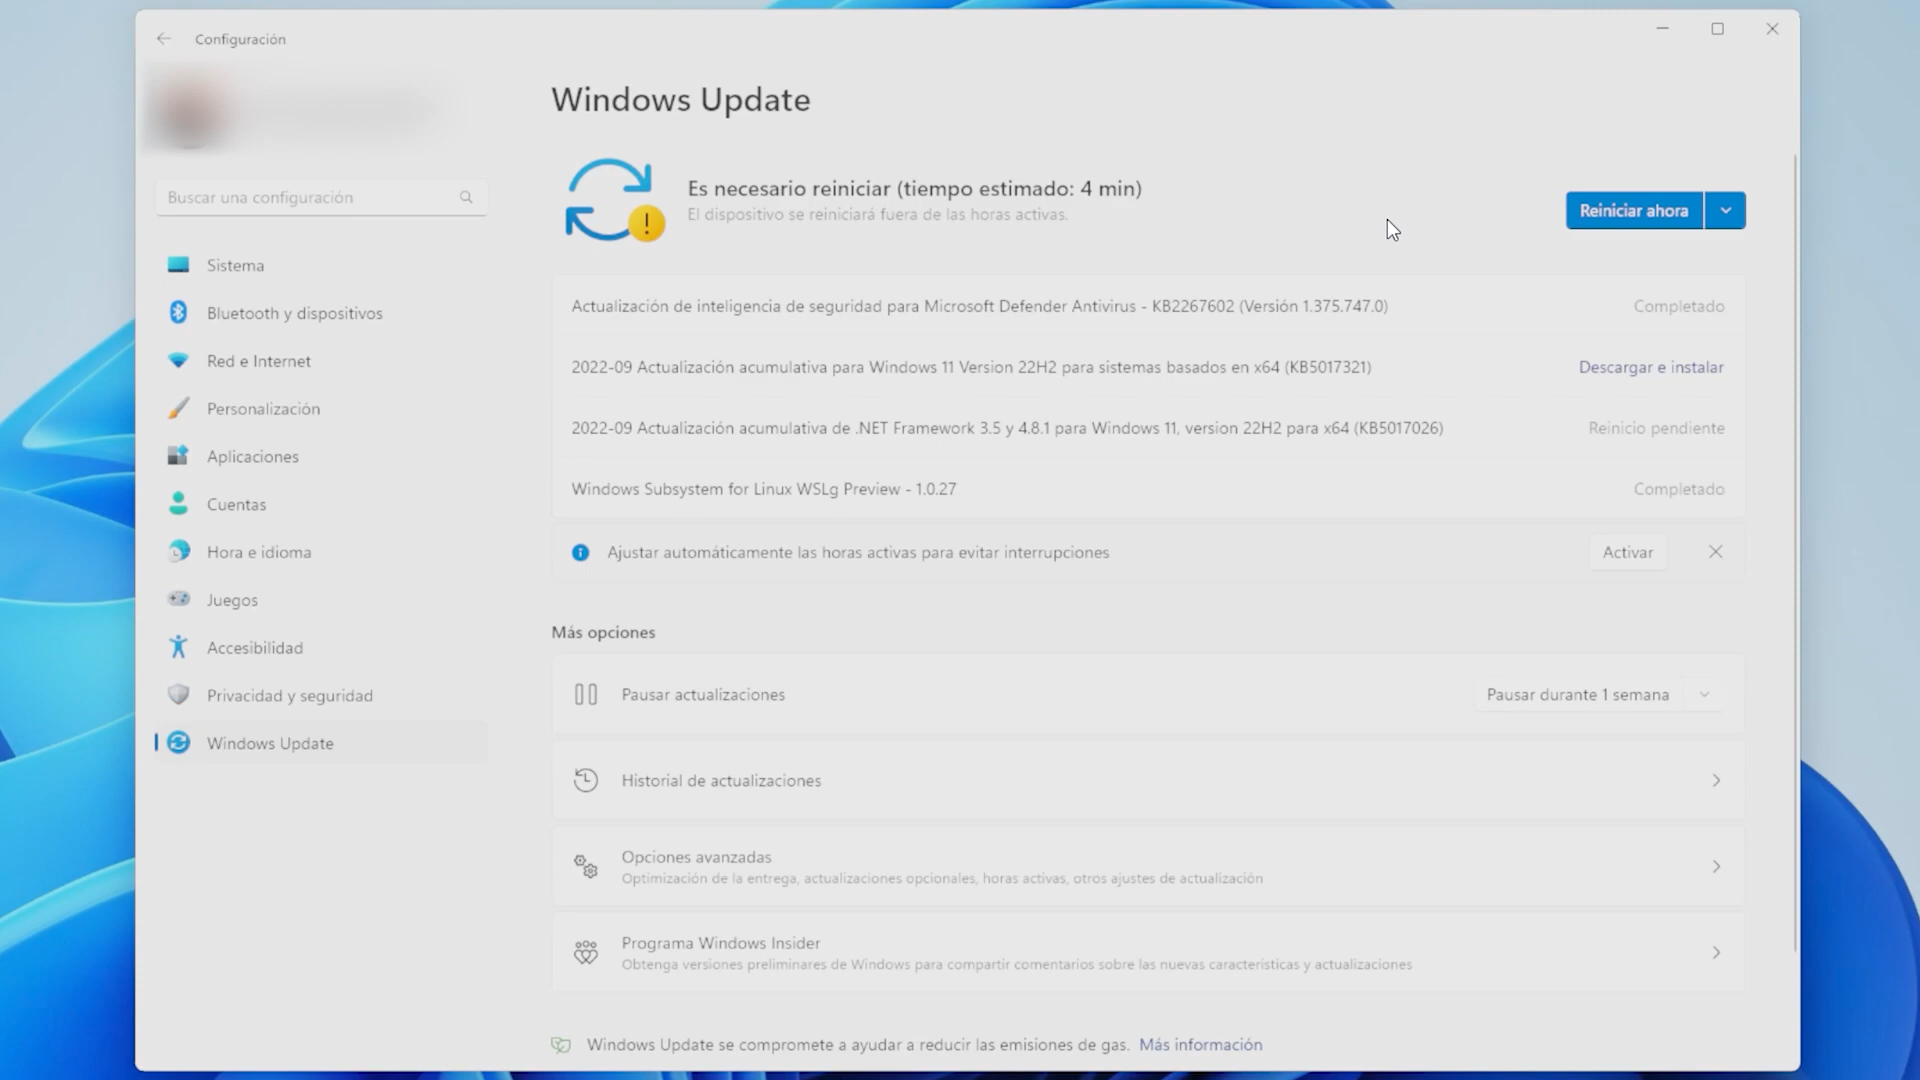 Configuración
Buscar una configuración
Sistema
Bluetooth y dispositivos
Red e Internet
Personalización
Aplicaciones
Cuentas
Hora e idioma
Juegos
Accesibilidad
Privacidad y seguridad
Windows Update
Windows Update
Es necesario reiniciar (tiempo estimado: 4 min)
El dispositivo se reiniciará fuera de las horas activas.
Reiniciar ahora
Actualización de inteligencia de seguridad para Microsoft Defender Antivirus - KB2267602 (Versión 1.375.747.0) Completado
2022-09 Actualización acumulativa para Windows 11 Version 22H2 para sistemas basados en x64 (KB5017321) Descargar e instalar
2022-09 Actualización acumulativa de .NET Framework 3.5 y 4.8.1 para Windows 11, version 22H2 para x64 (KB5017026) Reinicio pendiente
Windows Subsystem for Linux WSLg Preview - 1.0.27 Completado
Ajustar automáticamente las horas activas para evitar interrupciones Activar
Más opciones
Pausar actualizaciones Pausar durante 1 semana
Historial de actualizaciones
Opciones avanzadas
Optimización de la entrega, actualizaciones opcionales, horas activas, otros ajustes de actualización
Programa Windows Insider
Obtenga versiones preliminares de Windows para compartir comentarios sobre las nuevas características y actualizaciones
Windows Update se compromete a ayudar a reducir las emisiones de gas. Más información